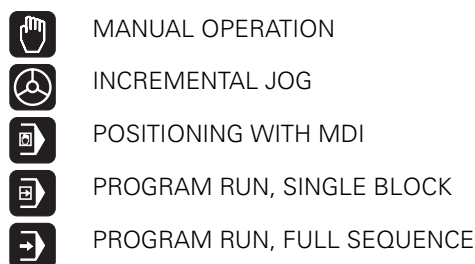 MANUAL OPERATION
INCREMENTAL JOG
POSITIONING WITH MDI
PROGRAM RUN, SINGLE BLOCK
PROGRAM RUN, FULL SEQUENCE